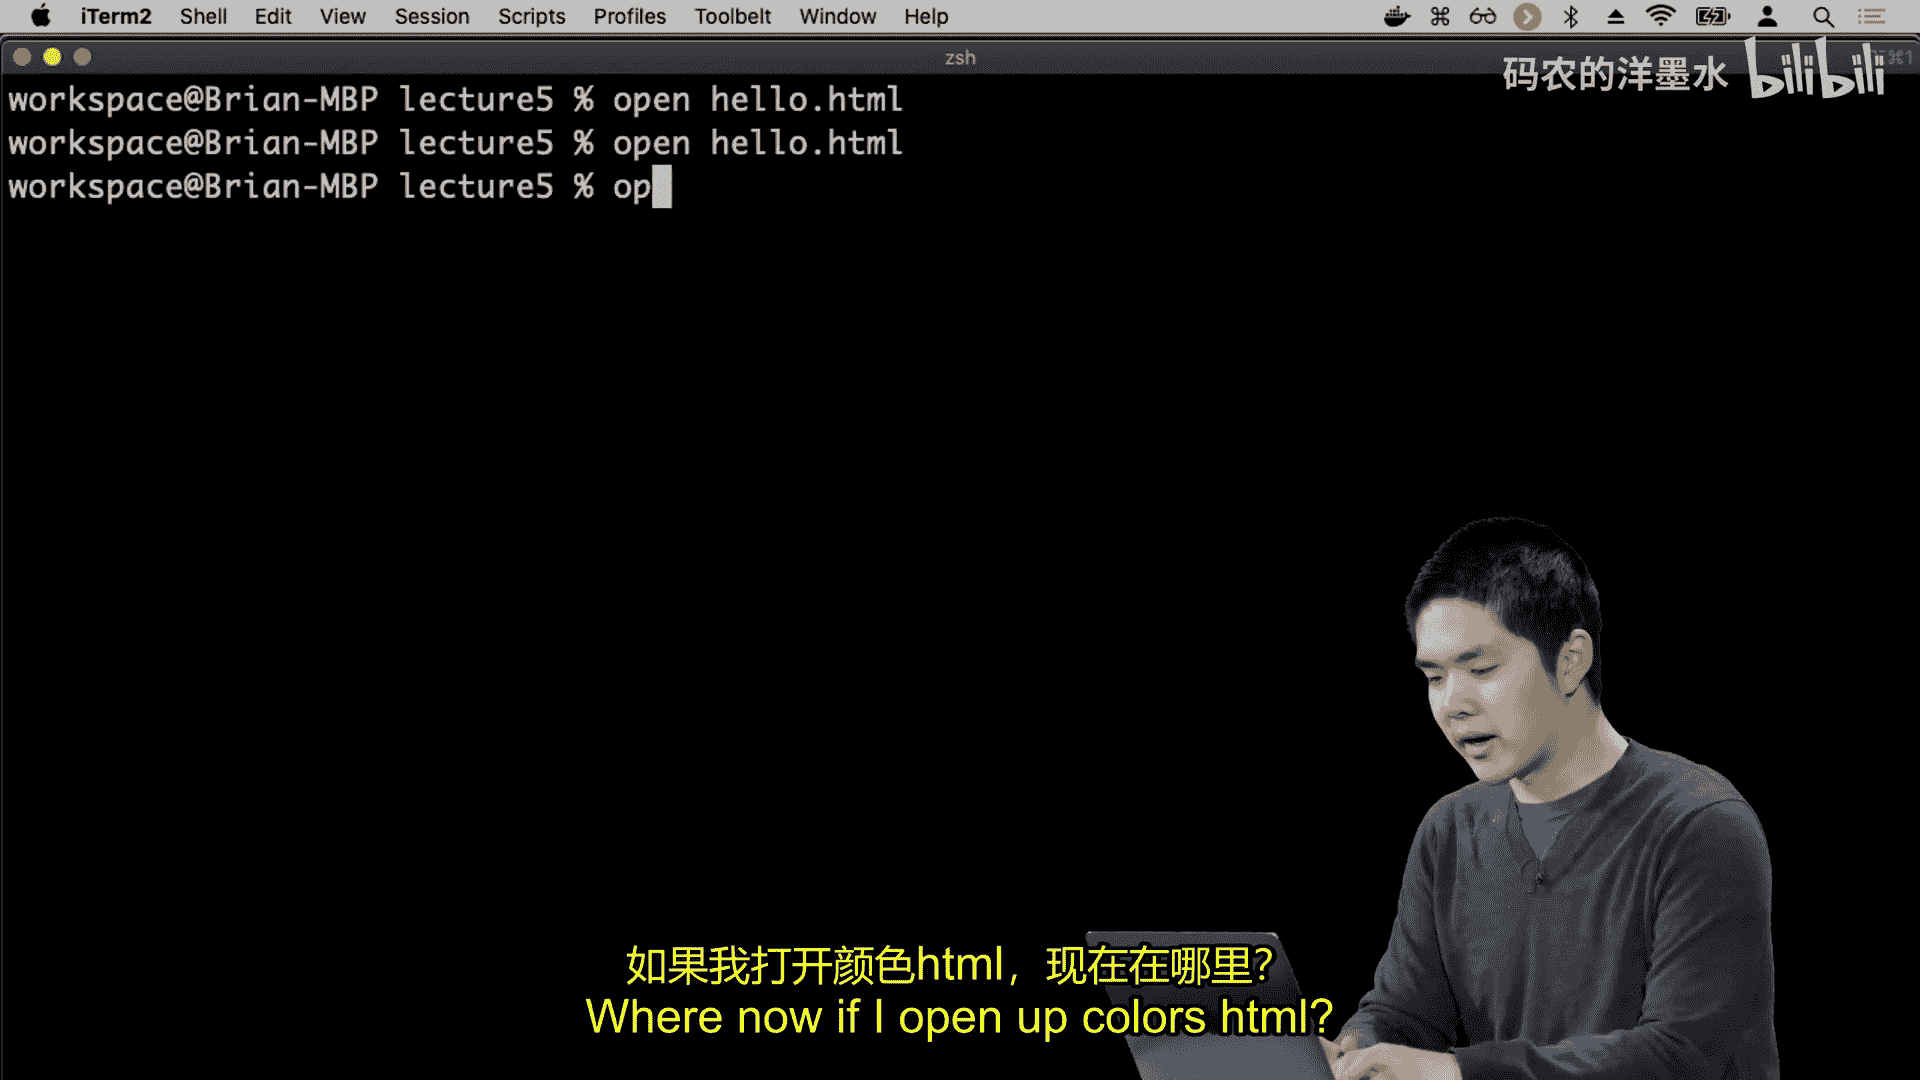 iTerm2 Shell Edit View Session Scripts Profiles Toolbelt Window Help
zsh
⌘1
码农的洋墨水 bilibili
workspace@Brian-MBP lecture5 % open hello.html
workspace@Brian-MBP lecture5 % open hello.html
workspace@Brian-MBP lecture5 % op
如果我打开颜色html，现在在哪里？
Where now if I open up colors html?